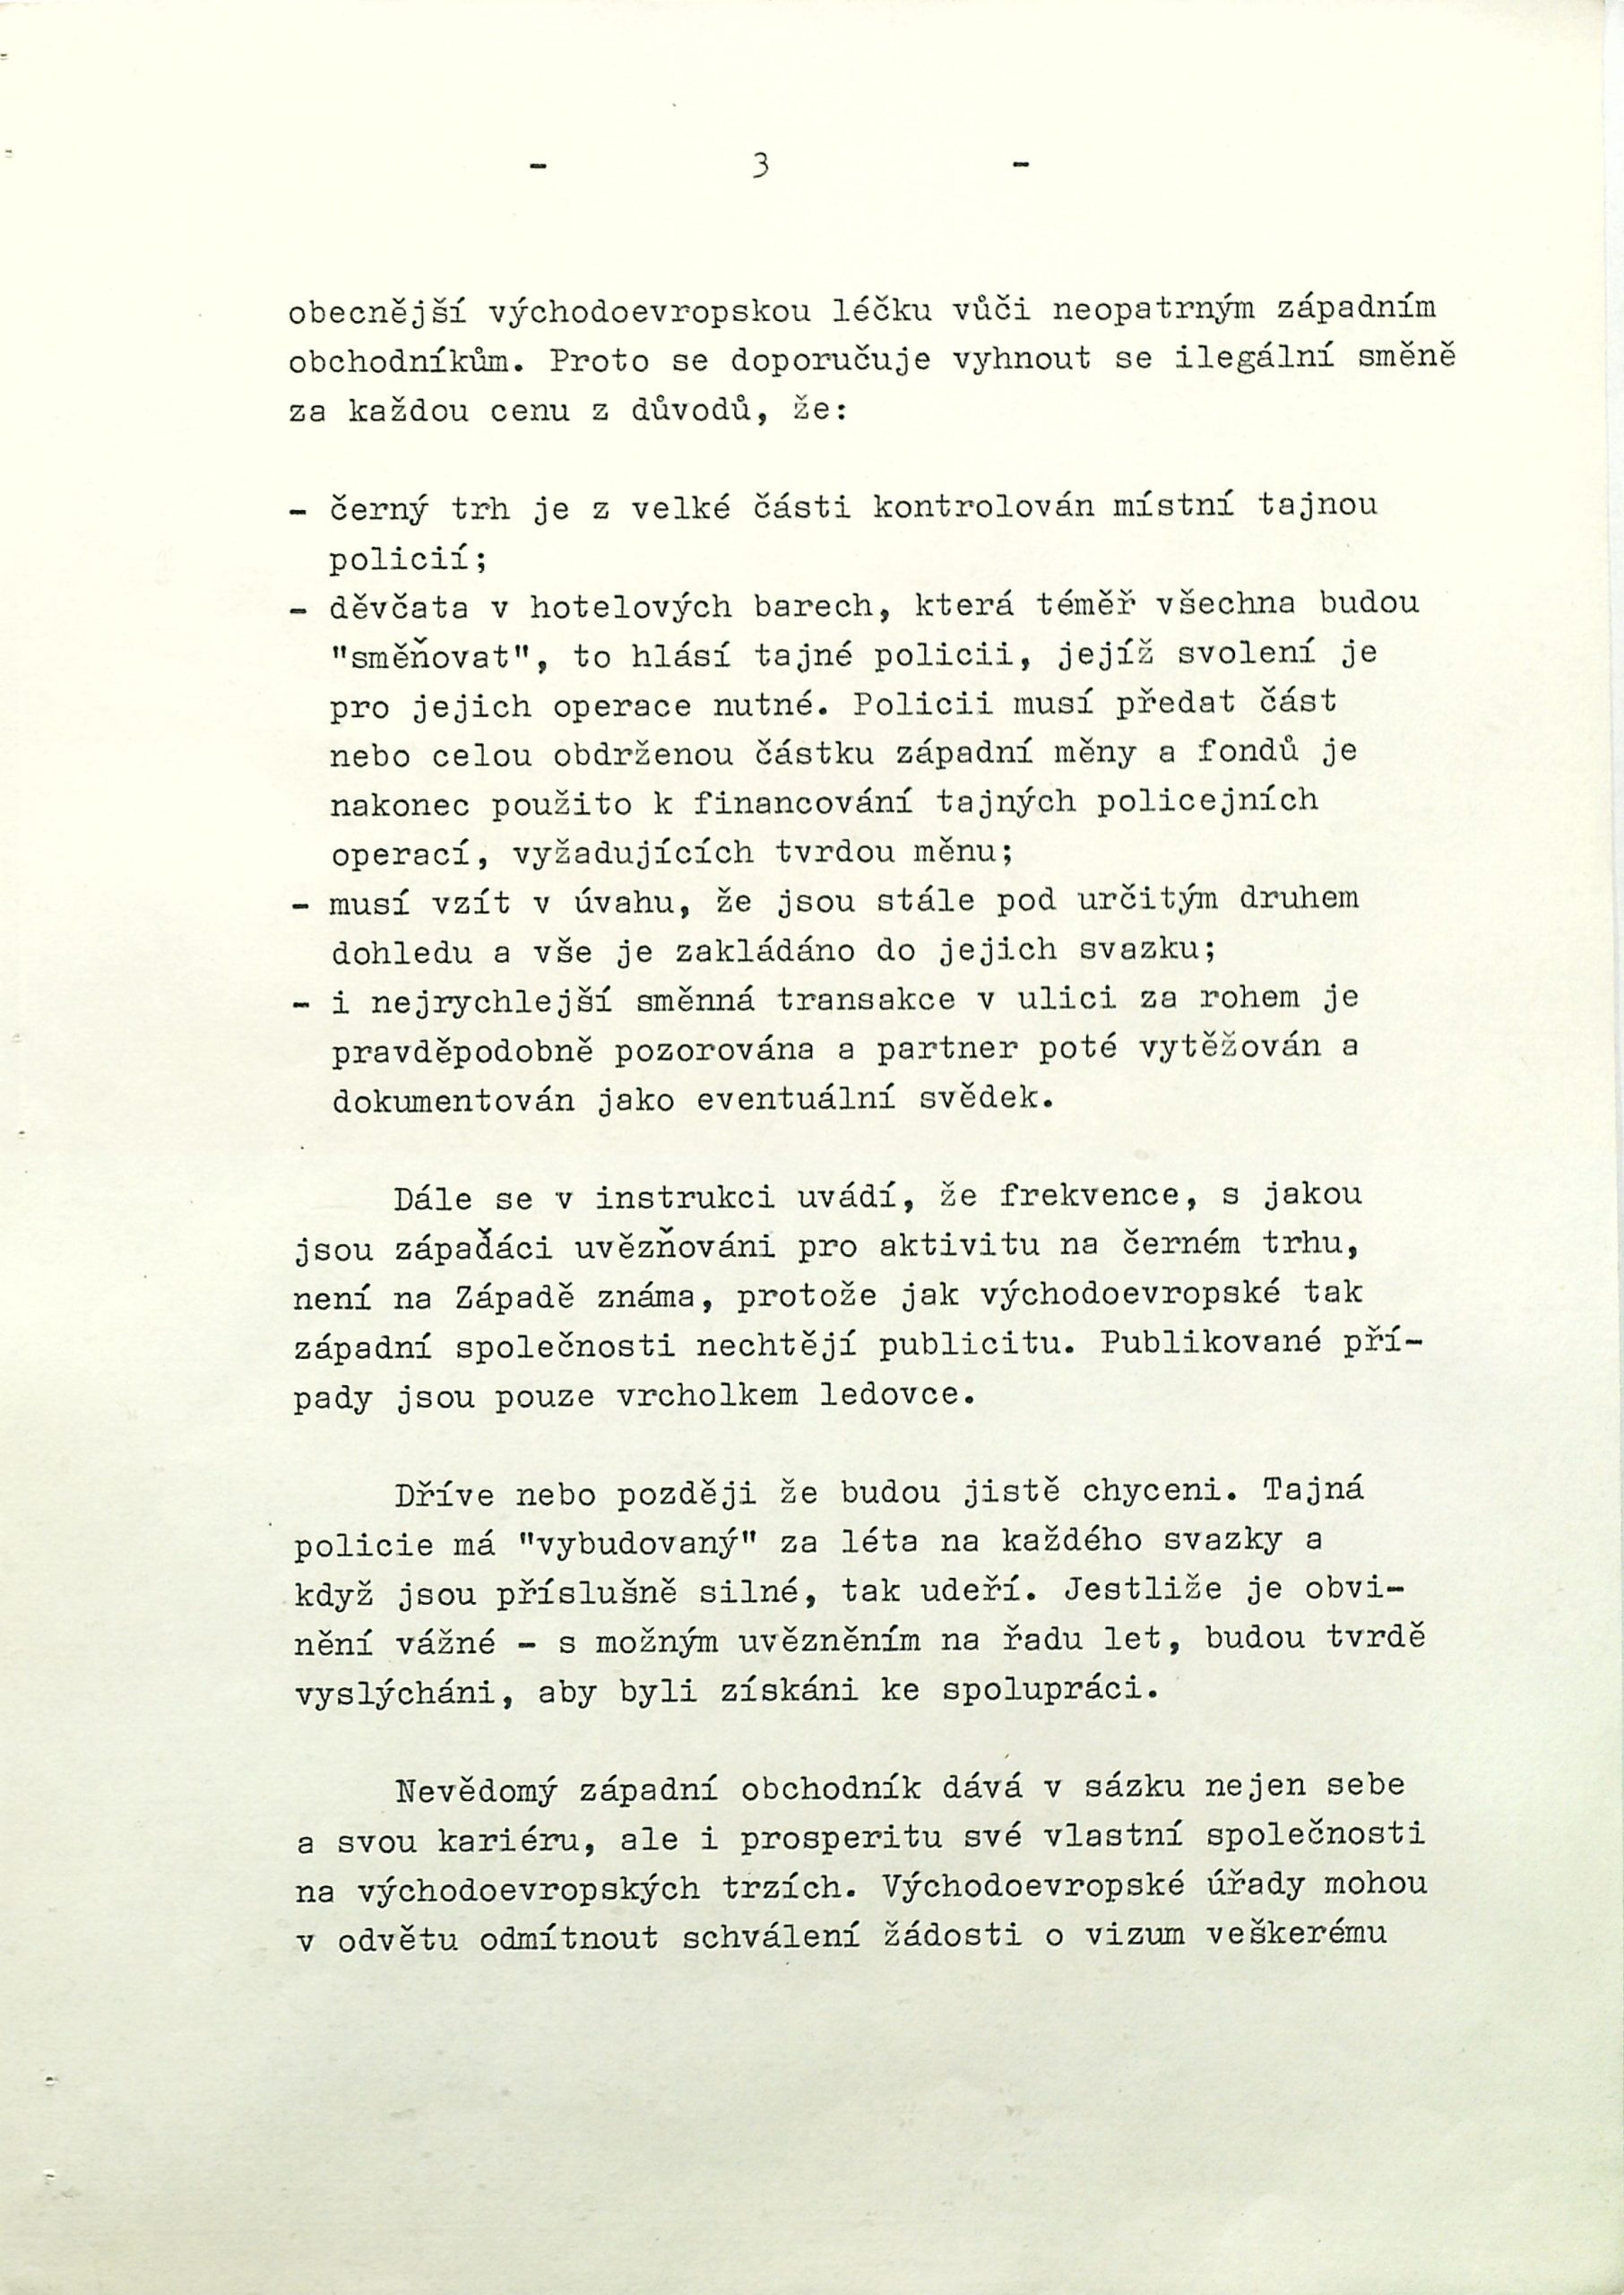 - 3 -
obecnější východoevropskou léčku vůči neopatrným západním
obchodníkům. Proto se doporučuje vyhnout se ilegální směně
za každou cenu z důvodů, že:
- černý trh je z velké části kontrolován místní tajnou
policií;
- děvčata v hotelových barech, která téměř všechna budou
"směňovat", to hlásí tajné policii, jejíž svolení je
pro jejich operace nutné. Policii musí předat část
nebo celou obdrženou částku západní měny a fondů je
nakonec použito k financování tajných policejních
operací, vyžadujících tvrdou měnu;
- musí vzít v úvahu, že jsou stále pod určitým druhem
dohledu a vše je zakládáno do jejich svazku;
- i nejrychlejší směnná transakce v ulici za rohem je
pravděpodobně pozorována a partner poté vytěžován a
dokumentován jako eventuální svědek.
Dále se v instrukci uvádí, že frekvence, s jakou
jsou západáci uvězňováni pro aktivitu na černém trhu,
není na Západě známa, protože jak východoevropské tak
západní společnosti nechtějí publicitu. Publikované pří-
pady jsou pouze vrcholkem ledovce.
Dříve nebo později že budou jistě chyceni. Tajná
policie má "vybudovaný" za léta na každého svazky a
když jsou příslušně silné, tak udeří. Jestliže je obvi-
nění vážné - s možným uvězněním na řadu let, budou tvrdě
vyslýcháni, aby byli získáni ke spolupráci.
Nevědomý západní obchodník dává v sázku nejen sebe
a svou kariéru, ale i prosperitu své vlastní společnosti
na východoevropských trzích. Východoevropské úřady mohou
v odvětu odmítnout schválení žádosti o vizum veškerému